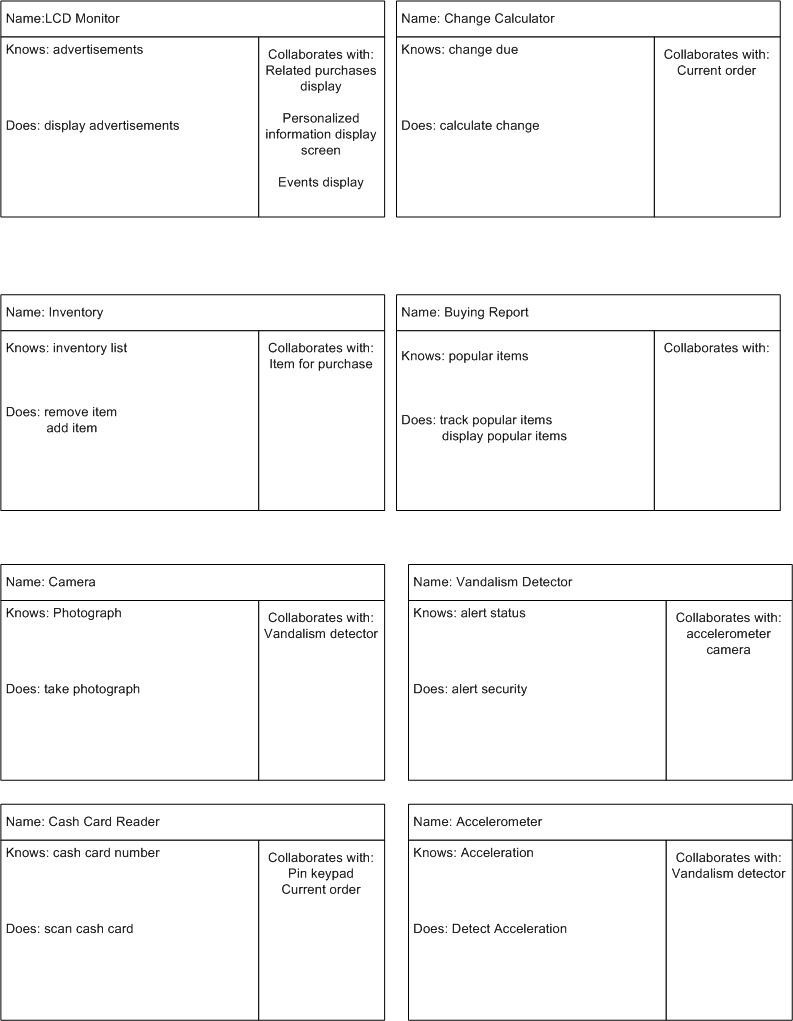 Name:LCD Monitor
Knows: advertisements
Does: display advertisements
Collaborates with:
Related purchases
display
Personalized
information display
screen
Events display
Name: Change Calculator
Knows: change due
Does: calculate change
Collaborates with:
Current order
Name: Inventory
Knows: inventory list
Does: remove item
add item
Collaborates with:
Item for purchase
Name: Buying Report
Knows: popular items
Does: track popular items
display popular items
Collaborates with:
Name: Camera
Knows: Photograph
Does: take photograph
Collaborates with:
Vandalism detector
Name: Vandalism Detector
Knows: alert status
Does: alert security
Collaborates with:
accelerometer
camera
Name: Cash Card Reader
Knows: cash card number
Does: scan cash card
Collaborates with:
Pin keypad
Current order
Name: Accelerometer
Knows: Acceleration
Does: Detect Acceleration
Collaborates with:
Vandalism detector